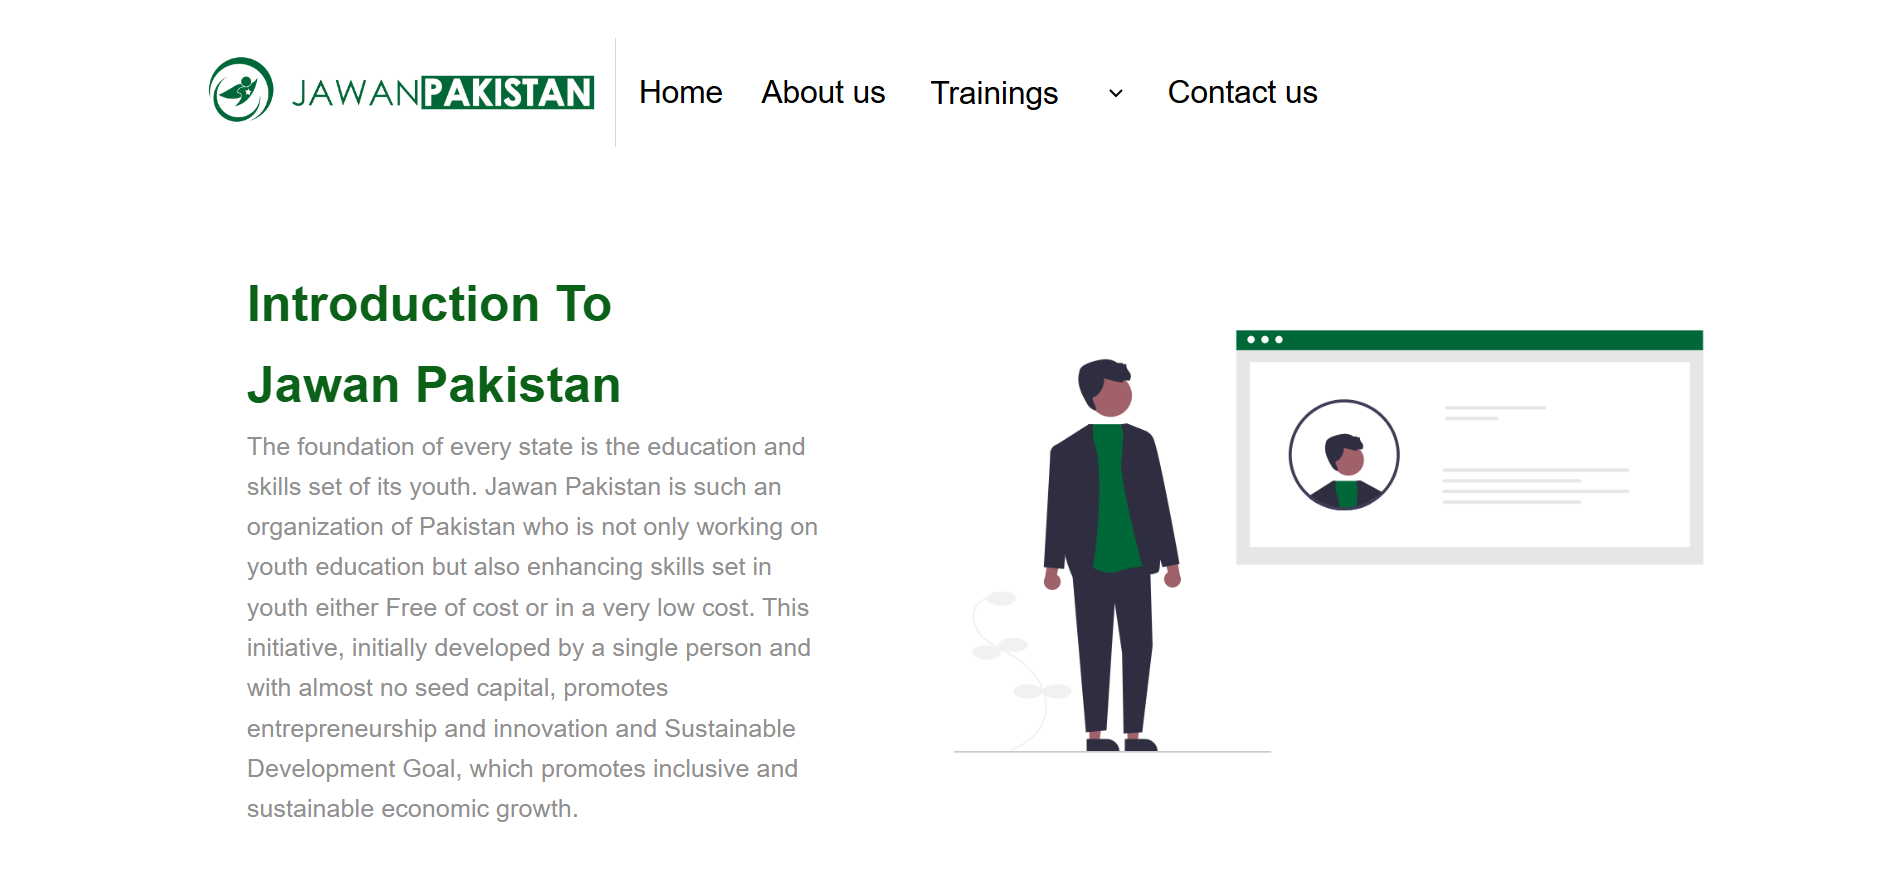 JAWANPAKISTAN
Home About us Trainings Contact us
Introduction To
Jawan Pakistan
The foundation of every state is the education and
skills set of its youth. Jawan Pakistan is such an
organization of Pakistan who is not only working on
youth education but also enhancing skills set in
youth either Free of cost or in a very low cost. This
initiative, initially developed by a single person and
with almost no seed capital, promotes
entrepreneurship and innovation and Sustainable
Development Goal, which promotes inclusive and
sustainable economic growth.